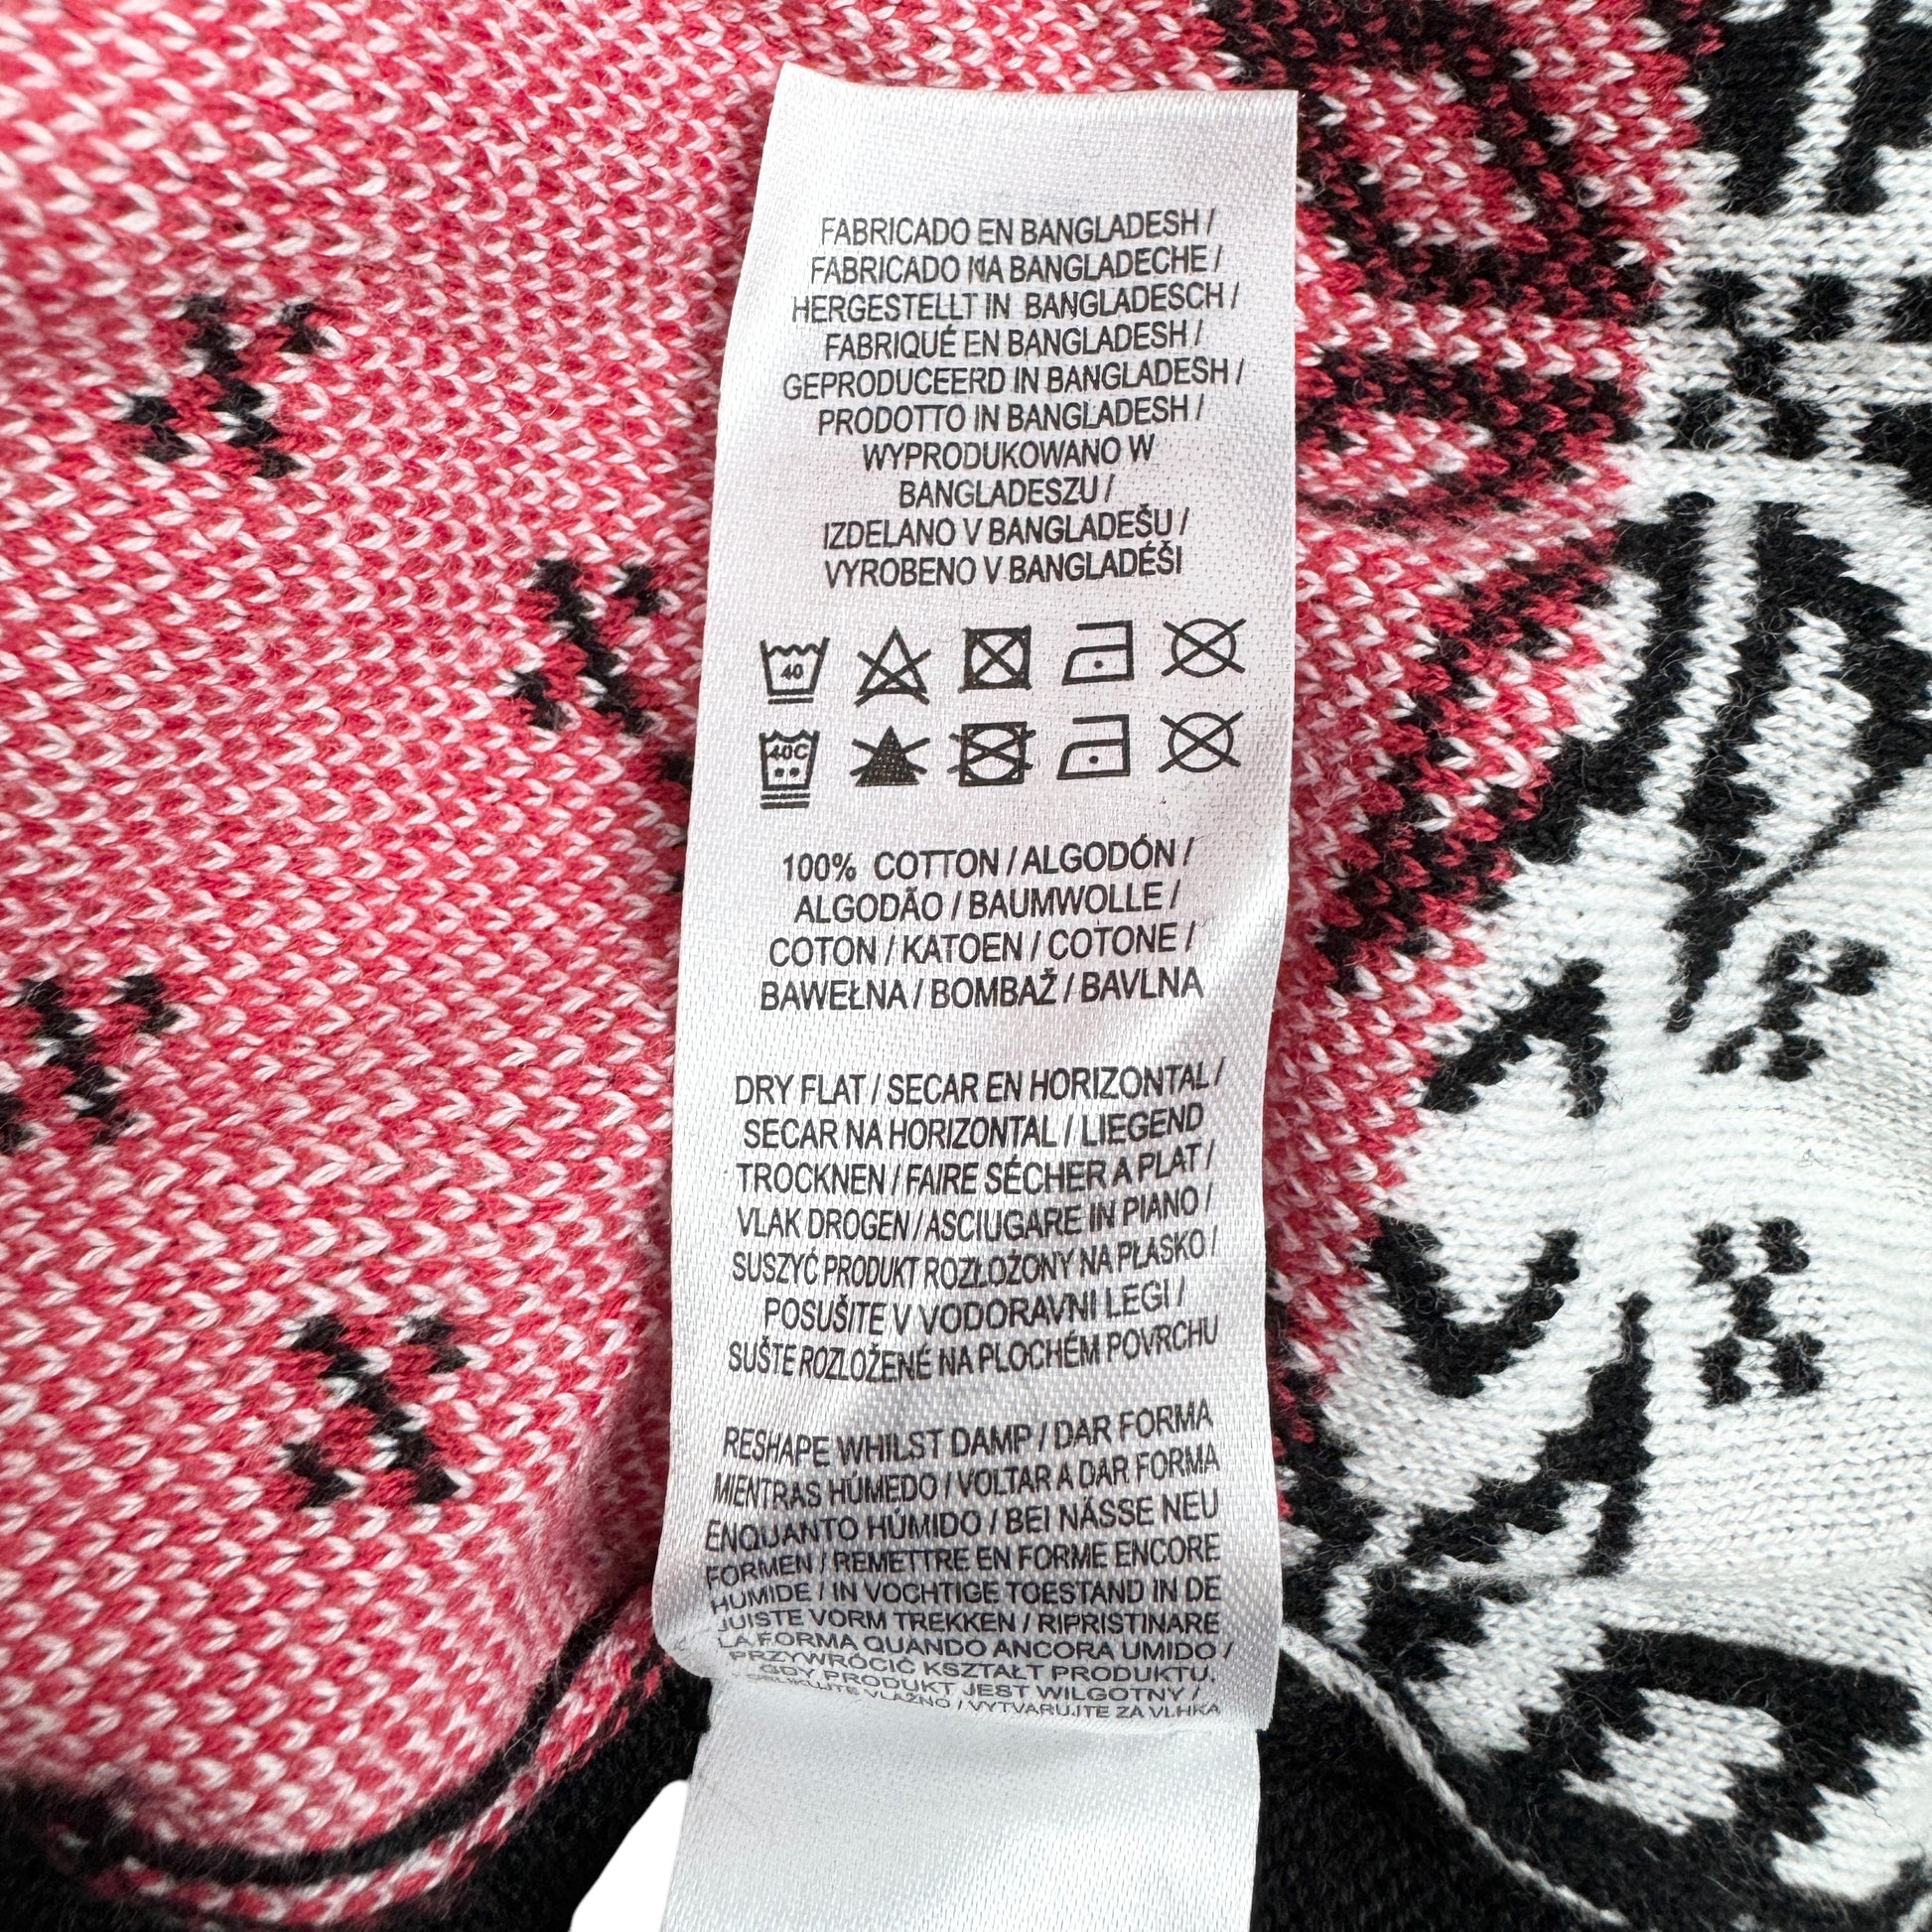 FABRICADO EN BANGLADESH /
FABRICADO NA BANGLADECHE /
HERGESTELLT IN BANGLADESCH /
FABRIQUÉ EN BANGLADESH /
GEPRODUCEERD IN BANGLADESH /
PRODOTTO IN BANGLADESH /
WYPRODUKOWANO W
BANGLADESZU /
IZDELANO V BANGLADEŠU /
VYROBENO V BANGLADÉŠI
40
40C
100% COTTON / ALGODÓN /
ALGODÃO / BAUMWOLLE /
COTON / KATOEN / COTONE /
BAWEŁNA / BOMBAŽ / BAVLNA
DRY FLAT / SECAR EN HORIZONTAL /
SECAR NA HORIZONTAL / LIEGEND
TROCKNEN / FAIRE SÉCHER A PLAT /
VLAK DROGEN / ASCIUGARE IN PIANO /
SUSZYĆ PRODUKT ROZŁOŻONY NA PŁASKO /
POSUŠITE V VODORAVNI LEGI /
SUŠTE ROZLOŽENÉ NA PLOCHÉM POVRCHU
RESHAPE WHILST DAMP / DAR FORMA
MIENTRAS HÚMEDO / VOLTAR A DAR FORMA
ENQUANTO HÚMIDO / BEI NÄSSE NEU
FORMEN / REMETTRE EN FORME ENCORE
HUMIDE / IN VOCHTIGE TOESTAND IN DE
JUISTE VORM TREKKEN / RIPRISTINARE
LA FORMA QUANDO ANCORA UMIDO /
PRZYWRÓCIĆ KSZTAŁT PRODUKTU,
GDY PRODUKT JEST WILGOTNY /
VLAŽNO / VYTVARUJTE ZA VLHKA